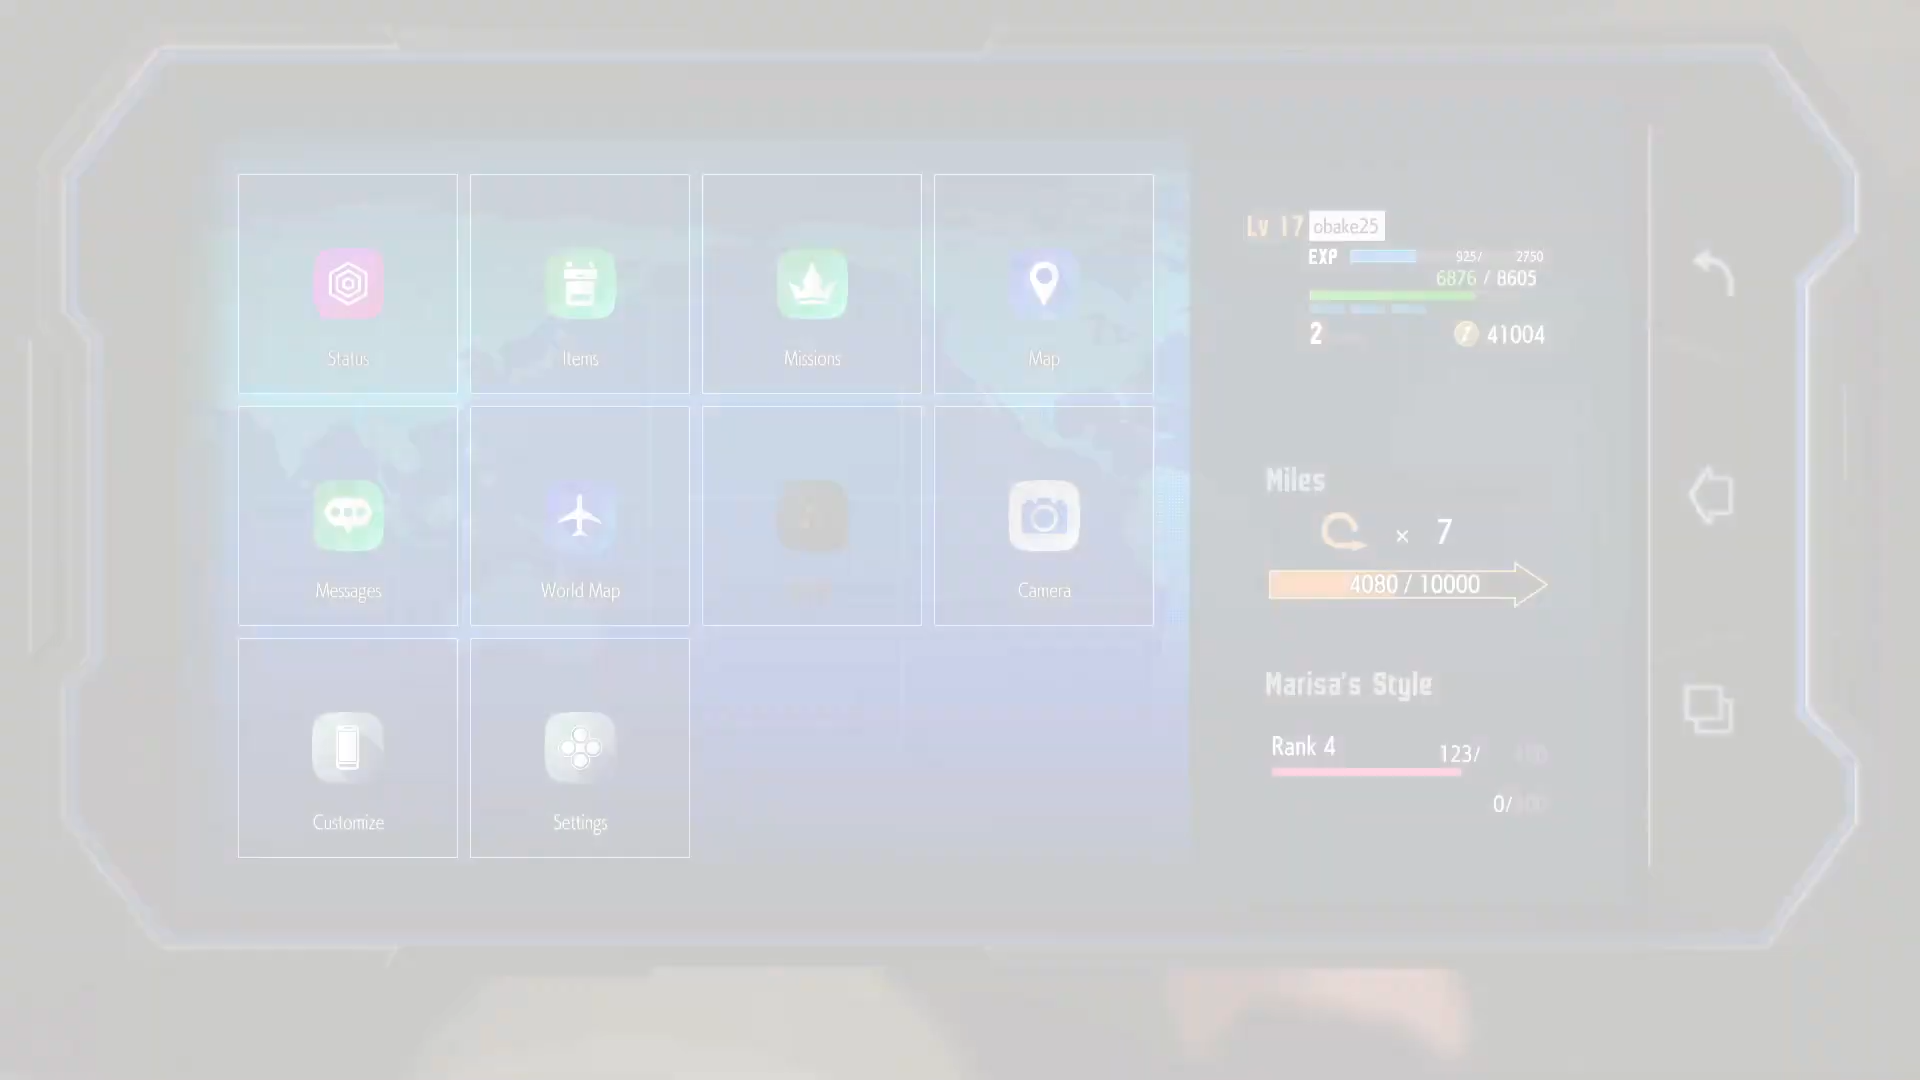 Status
Items
Missions
Map
Messages
World Map
Camera
Customize
Settings
Lv 17 obake25
EXP 925/ 2750
6876 / 8605
2
41004
Miles
× 7
4080 / 10000
Marisa's Style
Rank 4 123/
0/100